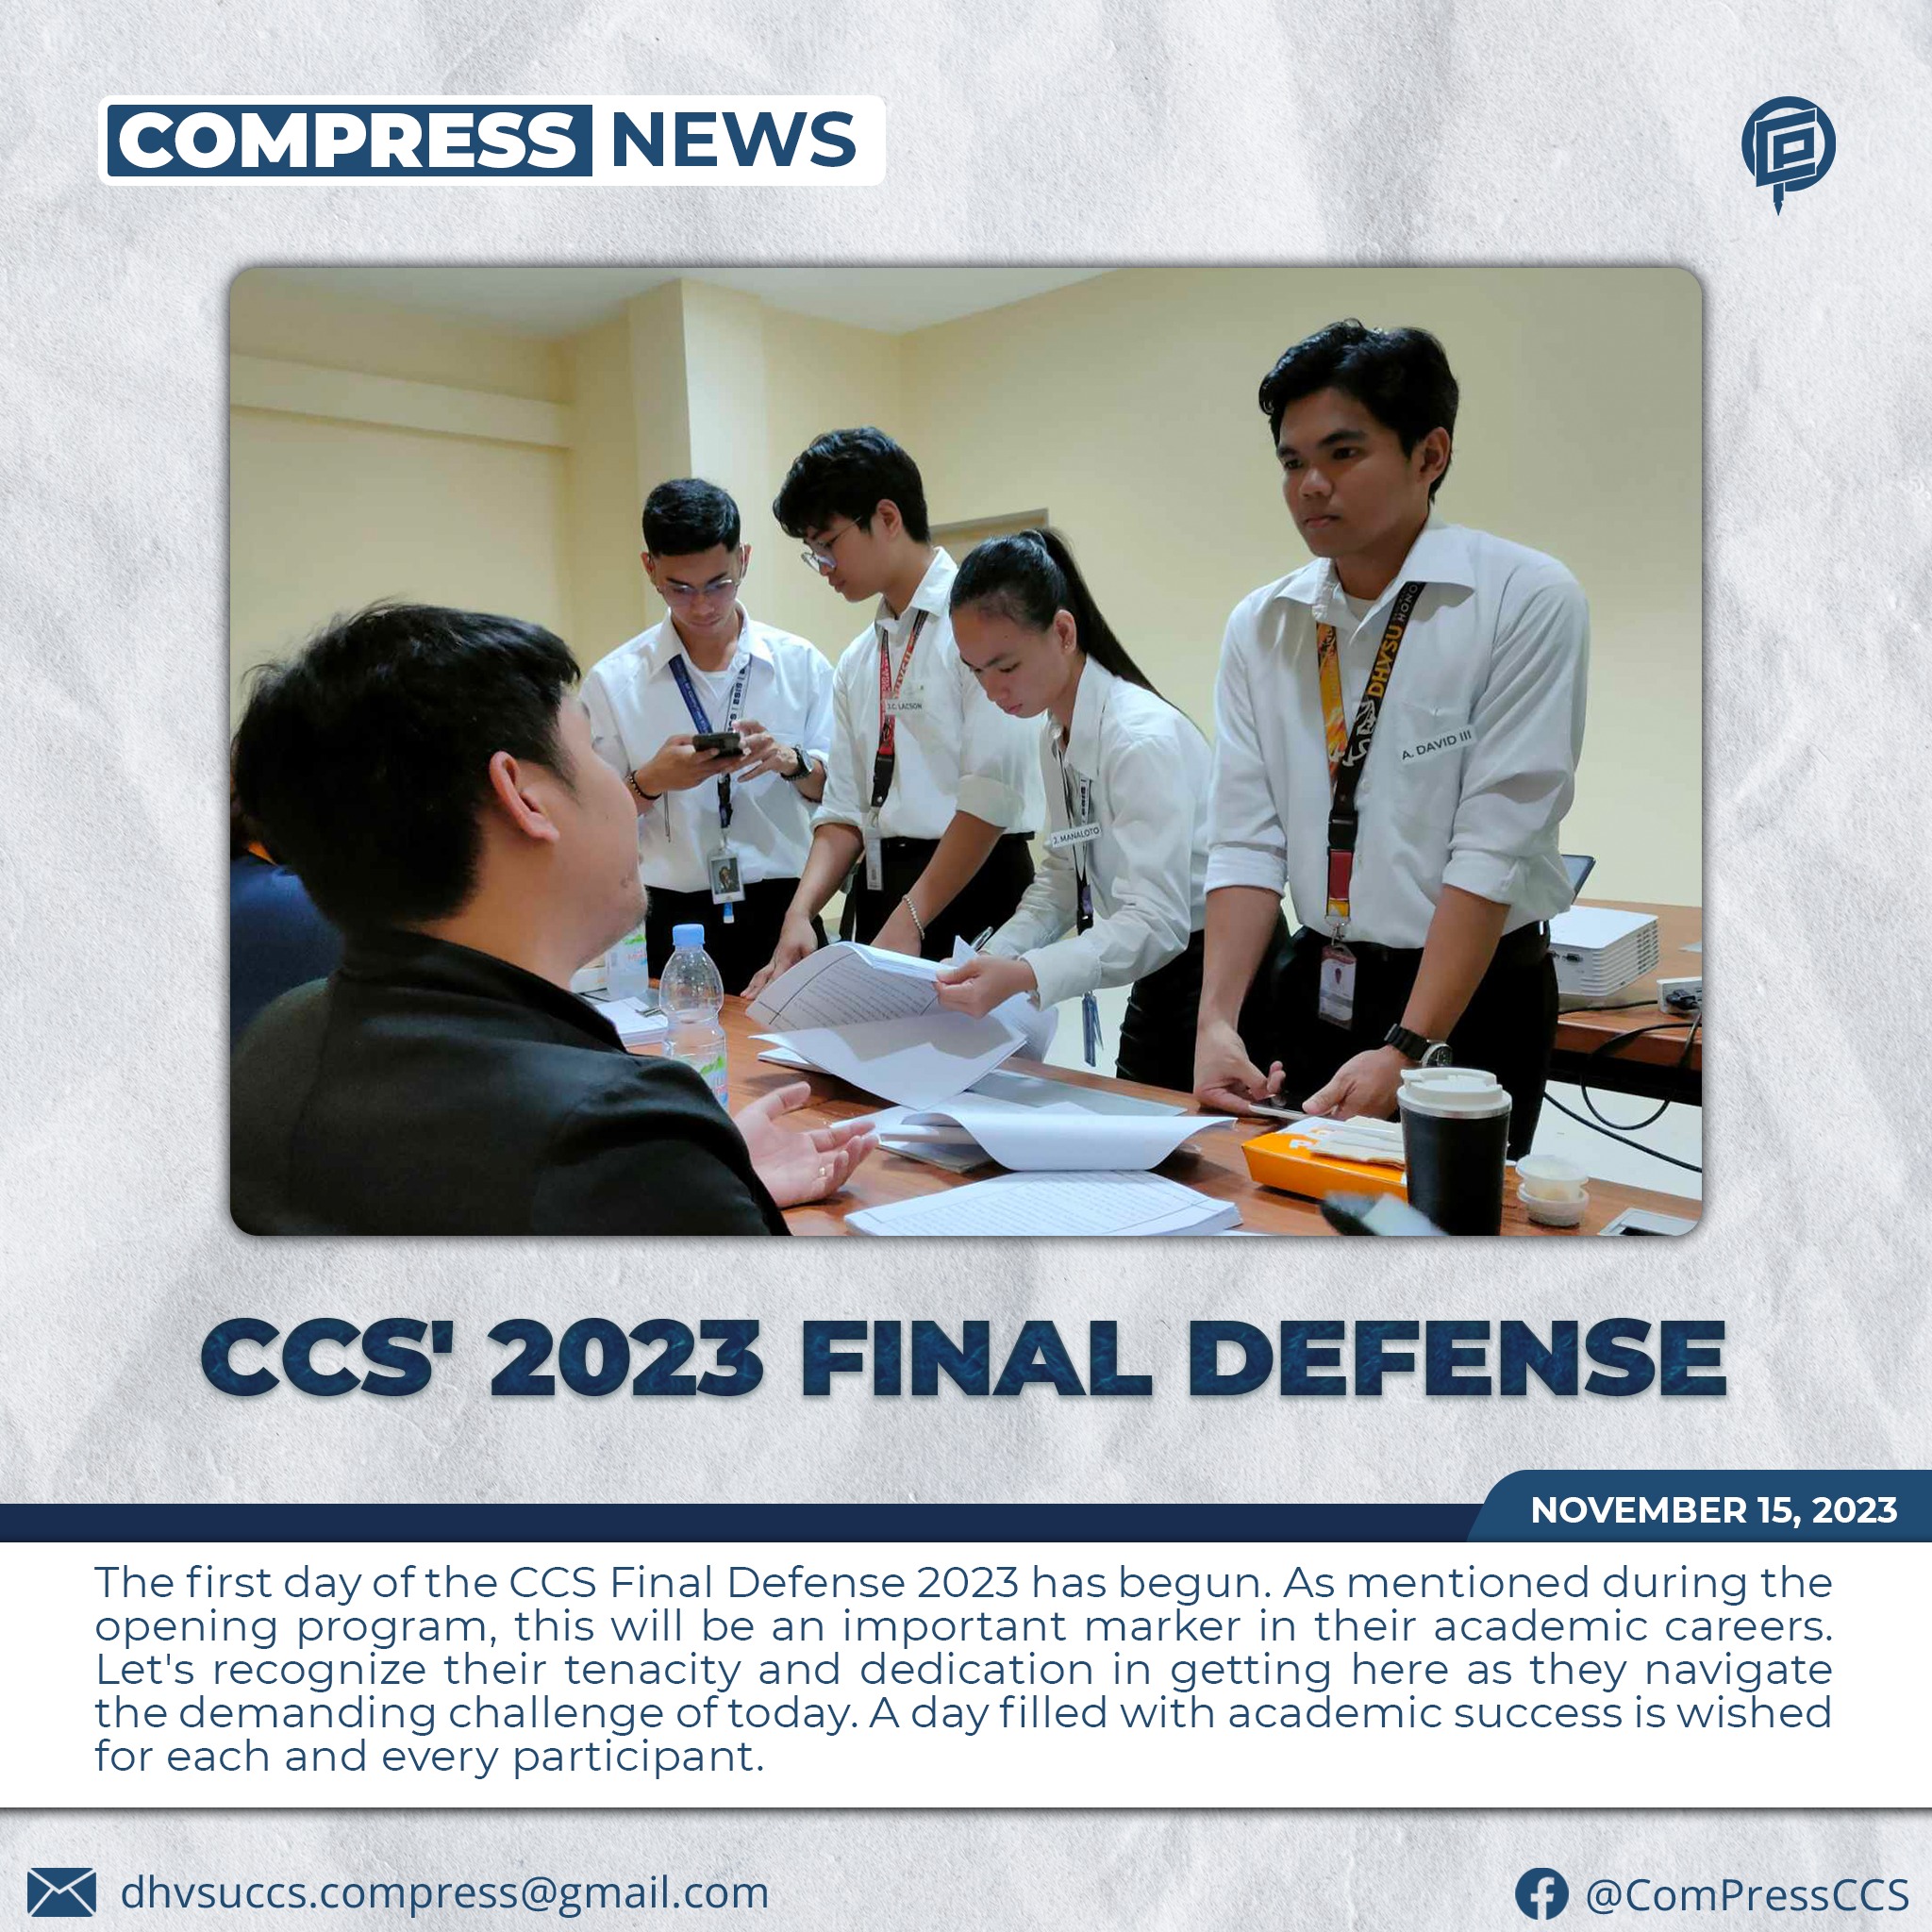 COMPRESS NEWS
DHVSU
HONO
J.C. LACSON
J. MANALOTO
A. DAVID III
CCS' 2023 FINAL DEFENSE
NOVEMBER 15, 2023
The first day of the CCS Final Defense 2023 has begun. As mentioned during the
opening program, this will be an important marker in their academic careers.
Let's recognize their tenacity and dedication in getting here as they navigate
the demanding challenge of today. A day filled with academic success is wished
for each and every participant.
dhvsuccs.compress@gmail.com
@ComPressCCS